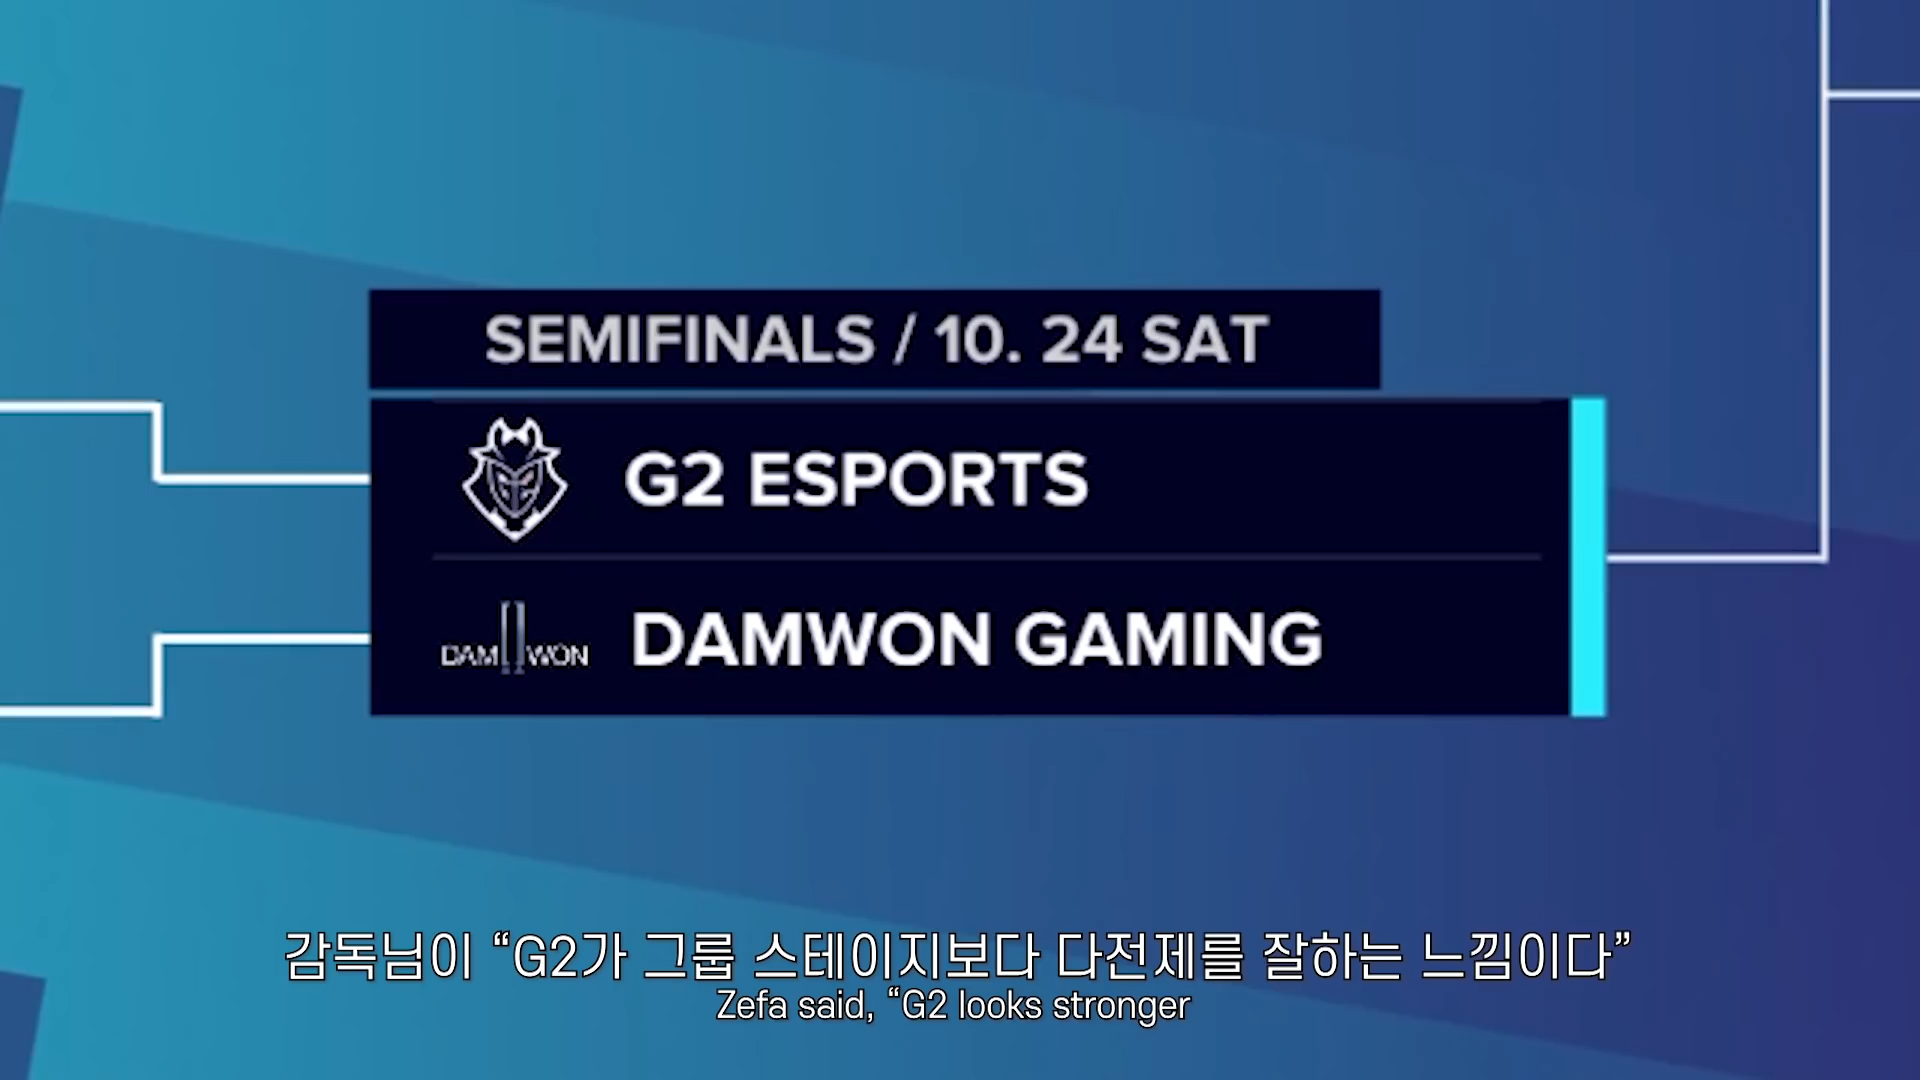 SEMIFINALS / 10. 24 SAT
G2 ESPORTS
DAMWON DAMWON GAMING
감독님이 “G2가 그룹 스테이지보다 다전제를 잘하는 느낌이다”
Zefa said, “G2 looks stronger